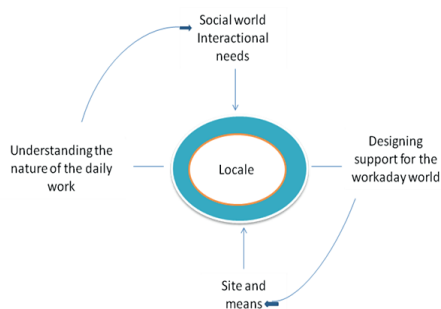 Social world
Interactional
needs
Understanding the
nature of the daily
work
Locale
Designing
support for the
workaday world
Site and
means